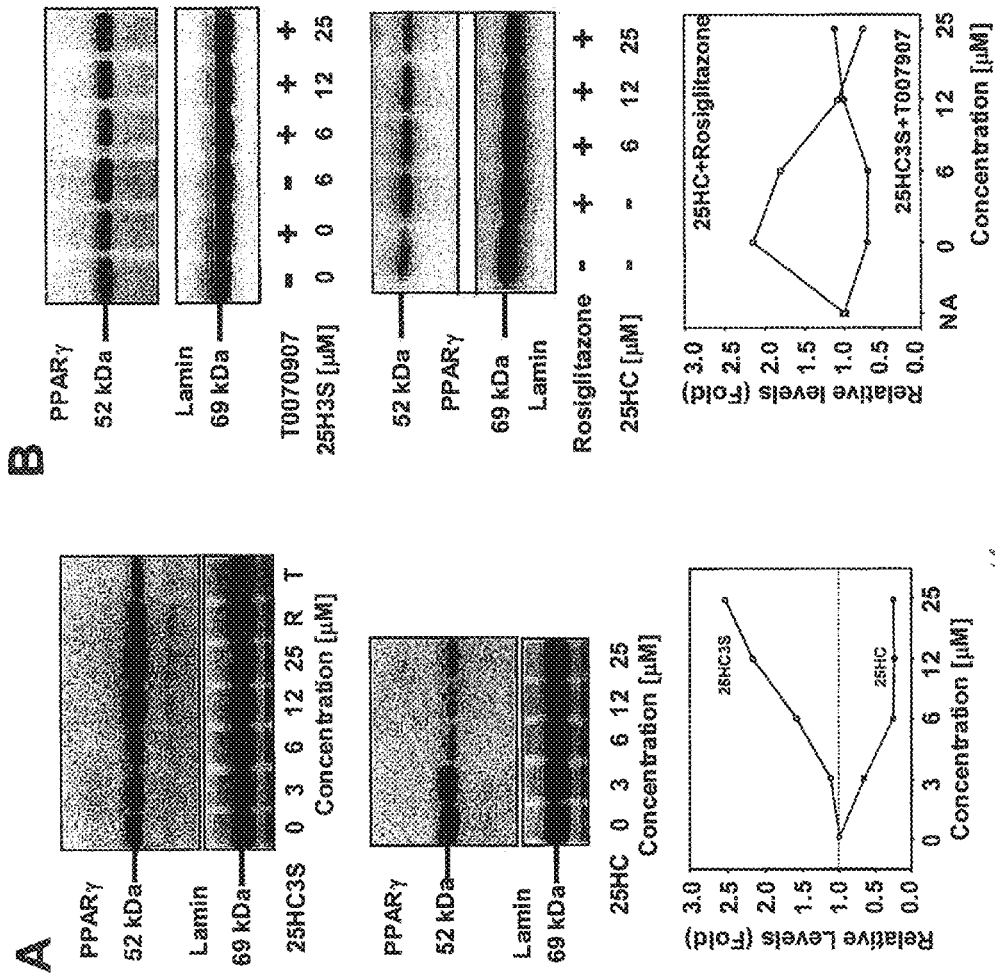 A
PPARγ
52 kDa
Lamin
69 kDa
25HC3S 0 3 6 12 25 R T
Concentration [μM]
PPARγ
52 kDa
Lamin
69 kDa
25HC 0 3 6 12 25
Concentration [μM]
Relative Levels (Fold)
3.0
2.5
2.0
1.5
1.0
0.5
0.0
25HC3S
25HC
0 3 6 12 25
Concentration [μM]
B
PPARγ
52 kDa
Lamin
69 kDa
T0070907 - + - + + +
25H3S [μM] 0 0 6 6 12 25
52 kDa
PPARγ
69 kDa
Lamin
Rosiglitazone - + + + +
25HC [μM] - - 6 12 25
Relative levels (Fold)
3.0
2.5
2.0
1.5
1.0
0.5
0.0
25HC+Rosiglitazone
25HC3S+T007907
NA 0 6 12 25
Concentration [μM]